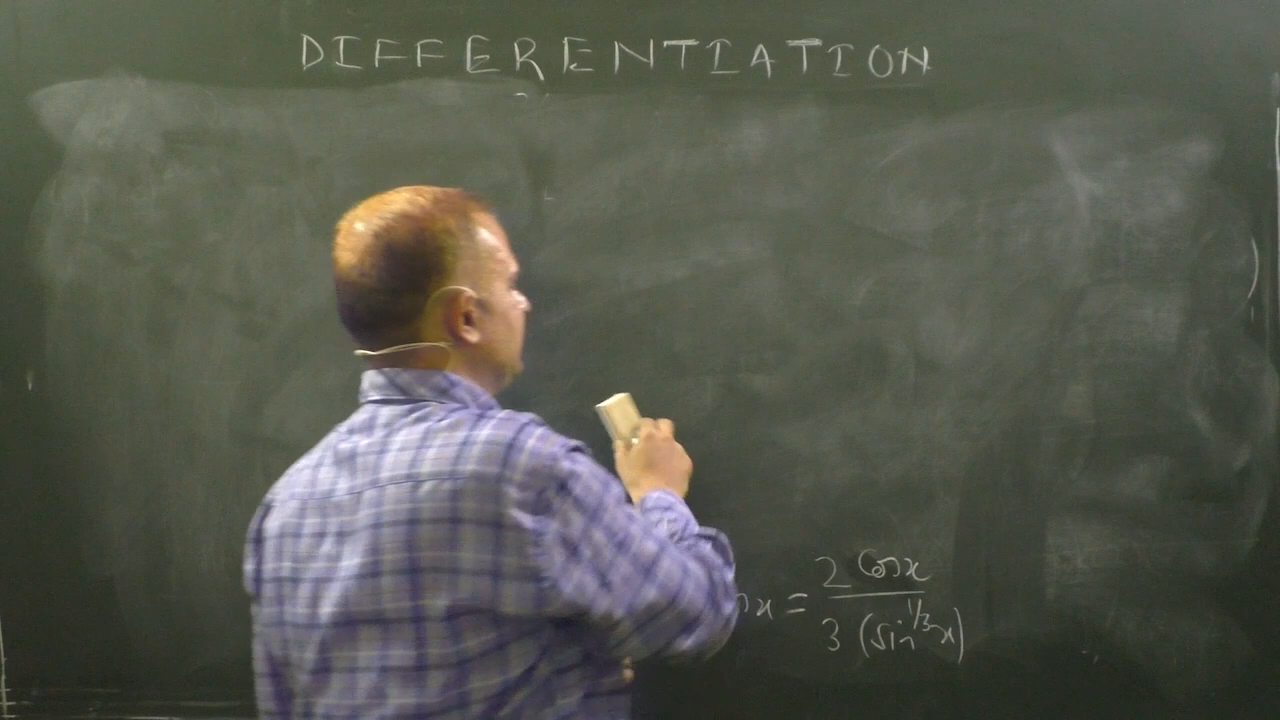 DIFFERENTIATION
x = 2 Cos x / 3 (sin^1/3 x)